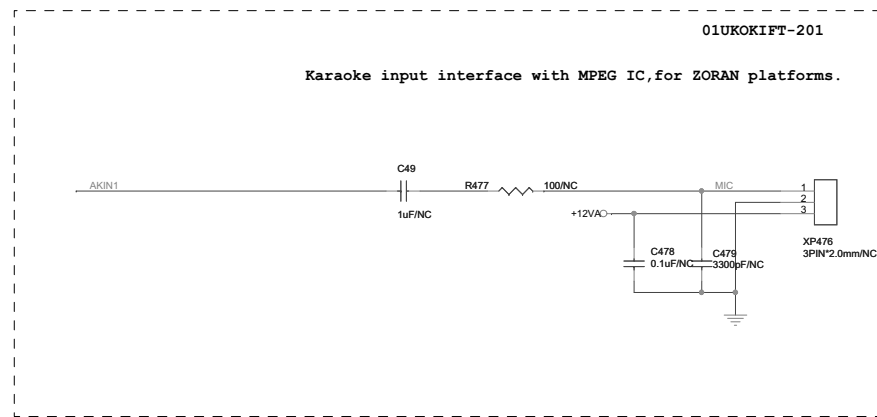 01UKOKIFT-201
Karaoke input interface with MPEG IC,for ZORAN platforms.
C49
AKIN1
R477
100/NC
MIC
1
2
3
1uF/NC
+12VA
XP476
3PIN*2.0mm/NC
C478
0.1uF/NC
C479
3300pF/NC